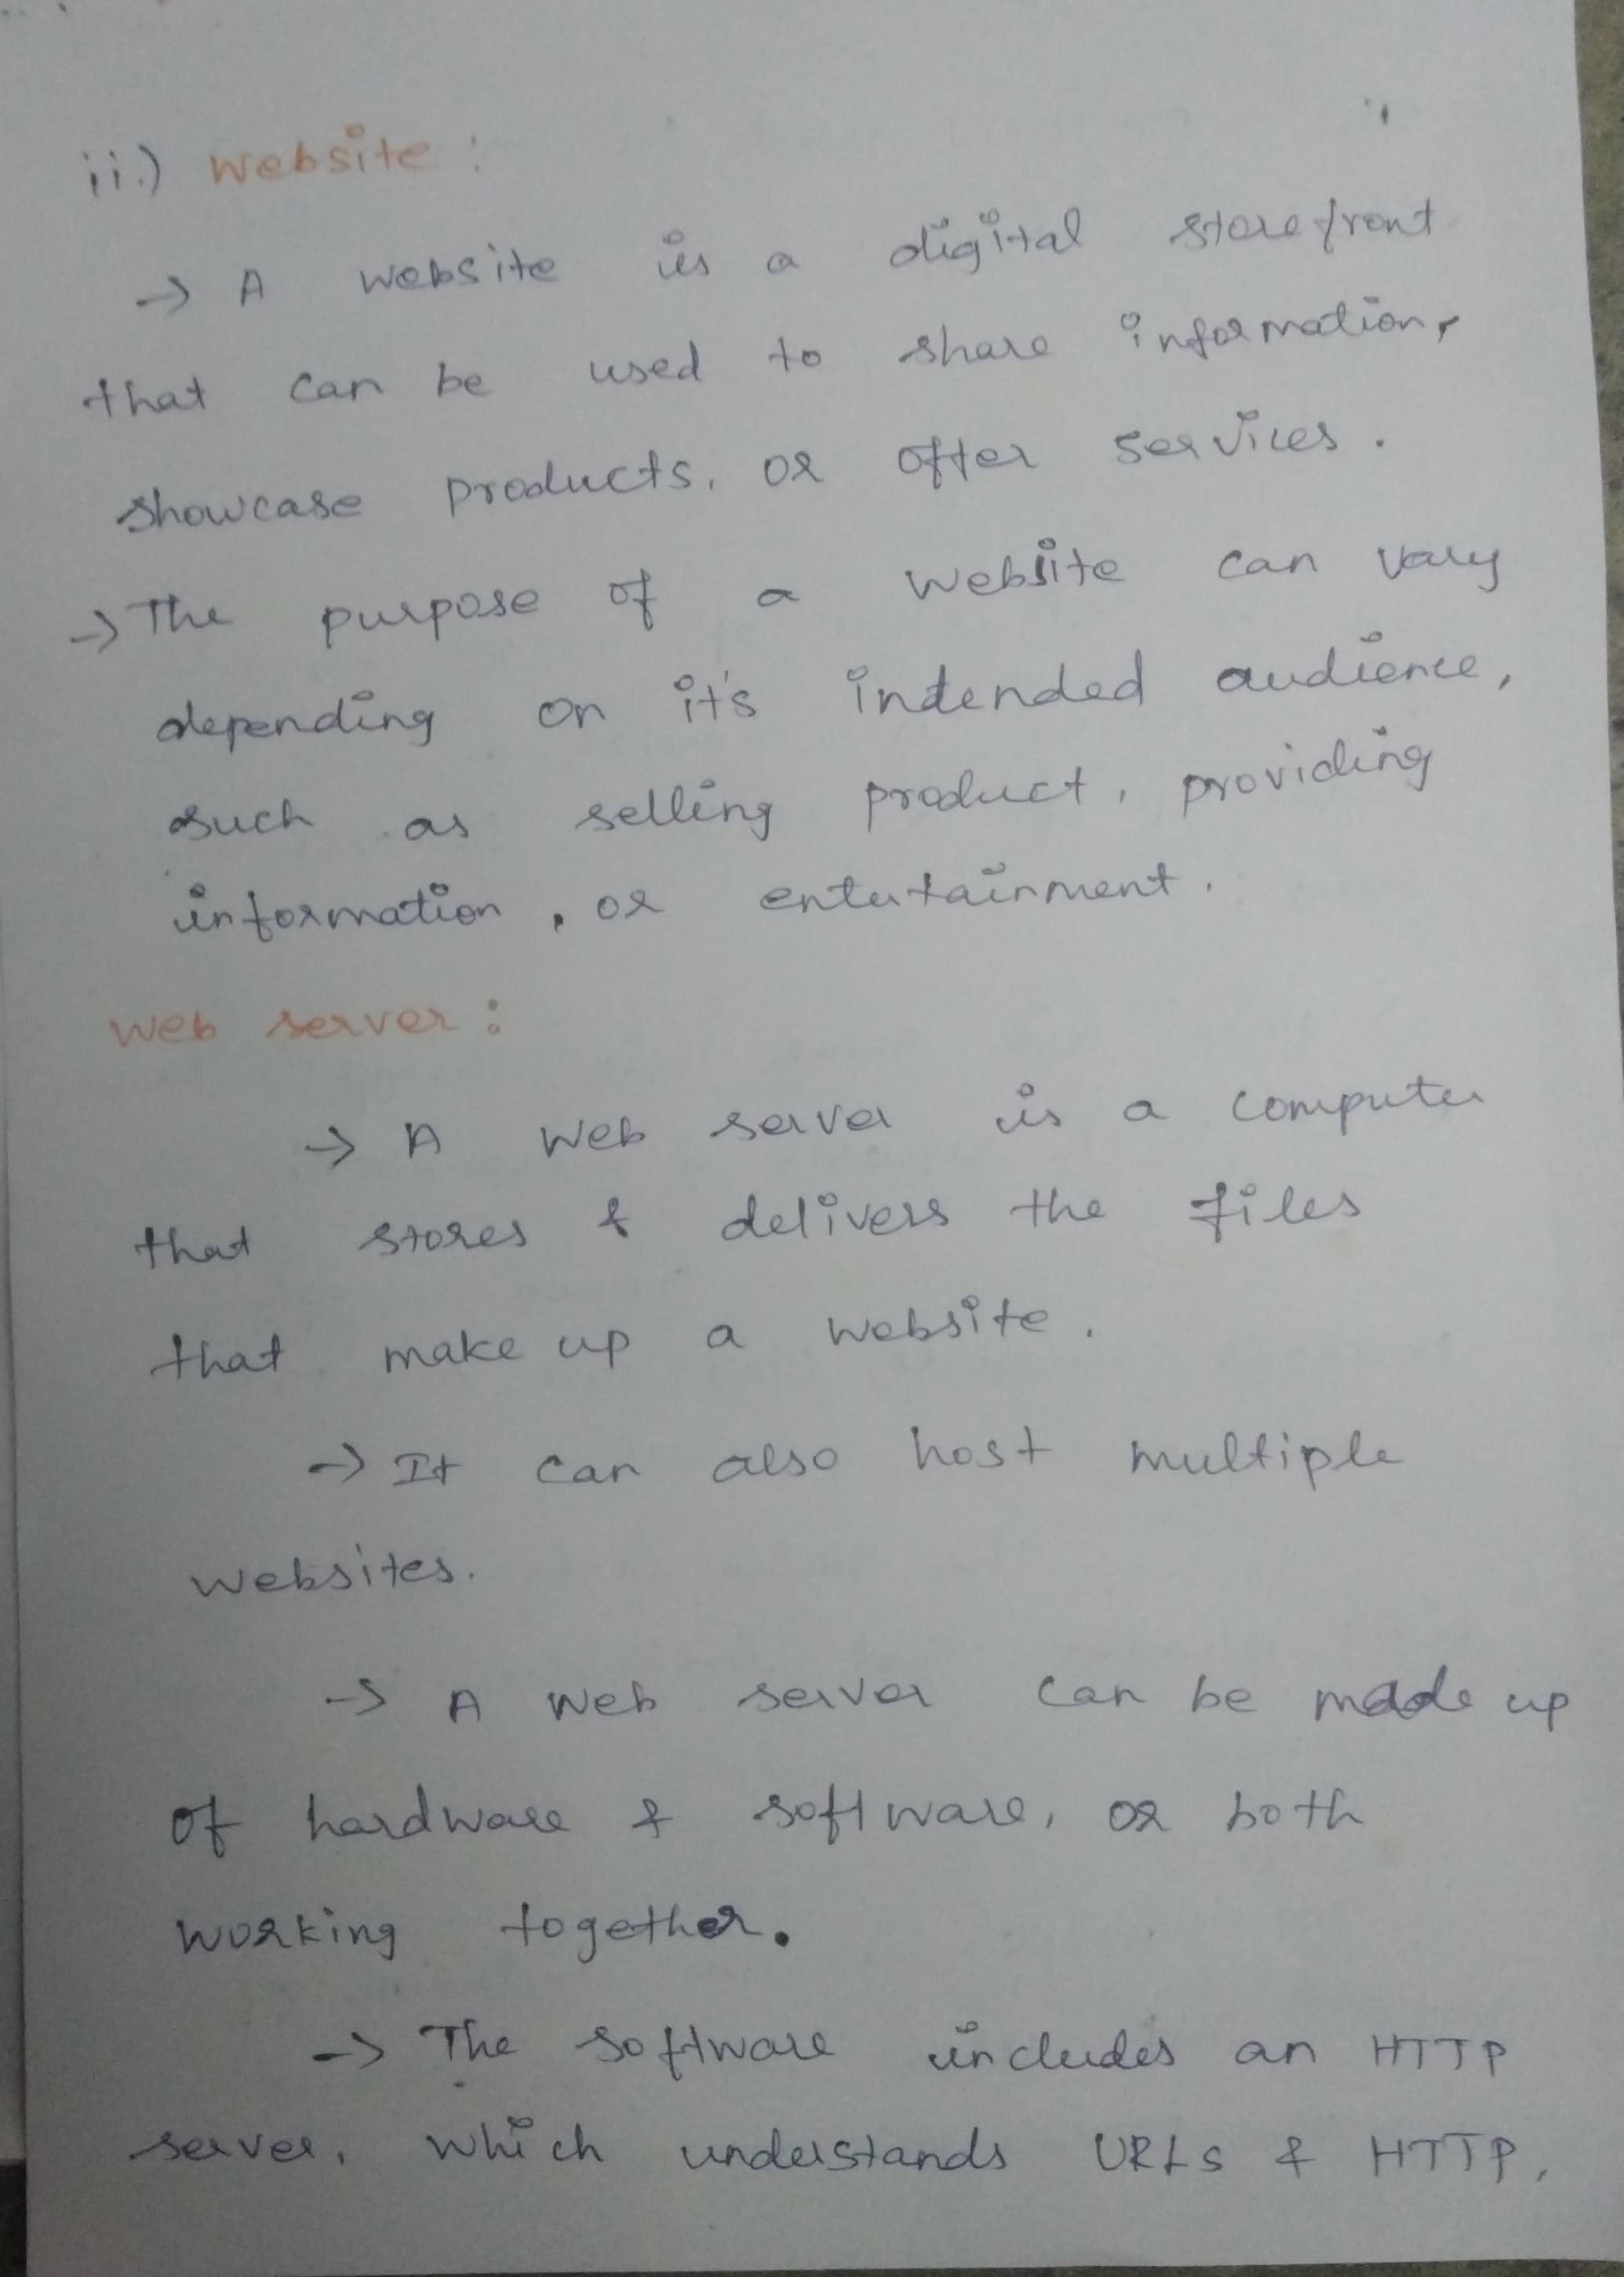 ii.) Website :
→ A website is a digital storefront
that can be used to share information,
showcase products, or offer services.
→ The purpose of a website can vary
depending on it's intended audience,
such as selling product, providing
information, or entertainment.
Web server :
→ A web server is a computer
that stores & delivers the files
that make up a website.
→ It can also host multiple
websites.
→ A web server can be made up
of hardware & software, or both
working together.
→ The software includes an HTTP
server, which understands URLs & HTTP,